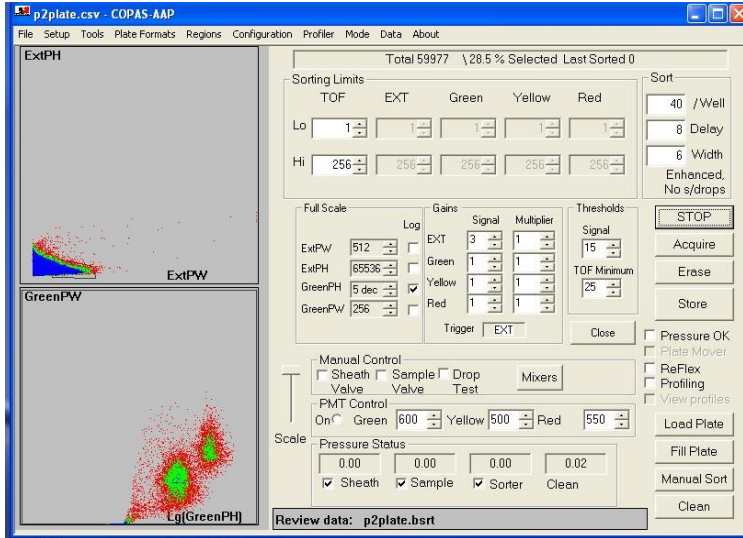 p2plate.csv - COPAS-AAP
File Setup Tools Plate Formats Regions Configuration Profiler Mode Data About
ExtPH
ExtPW
GreenPW
Lg(GreenPH)
Total 59977 \28.5 % Selected Last Sorted 0
Sorting Limits
TOF EXT Green Yellow Red
Lo 1 1 1 1 1
Hi 256 256 256 256 256
Sort
40 /Well
8 Delay
6 Width
Enhanced,
No s/drops
Full Scale
Log
ExtPW 512
ExtPH 65536
GreenPH 5 dec
GreenPW 256
Gains
Signal Multiplier
EXT 3 1
Green 1 1
Yellow 1 1
Red 1 1
Trigger EXT
Thresholds
Signal
15
TOF Minimum
25
Close
STOP
Acquire
Erase
Store
Pressure OK
Plate Mover
ReFlex
Profiling
View profiles
Load Plate
Fill Plate
Manual Sort
Clean
Scale
Manual Control
Sheath Valve
Sample Valve
Drop Test
Mixers
PMT Control
On Green 600 Yellow 500 Red 550
Pressure Status
0.00 0.00 0.00 0.02
Sheath Sample Sorter Clean
Review data: p2plate.bsrt